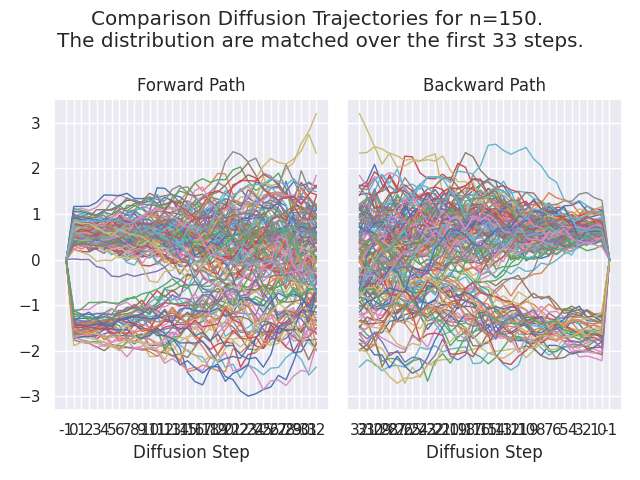 Comparison Diffusion Trajectories for n=150.
The distribution are matched over the first 33 steps.
Forward Path
Backward Path
3
2
1
0
−1
−2
−3
Diffusion Step
Diffusion Step